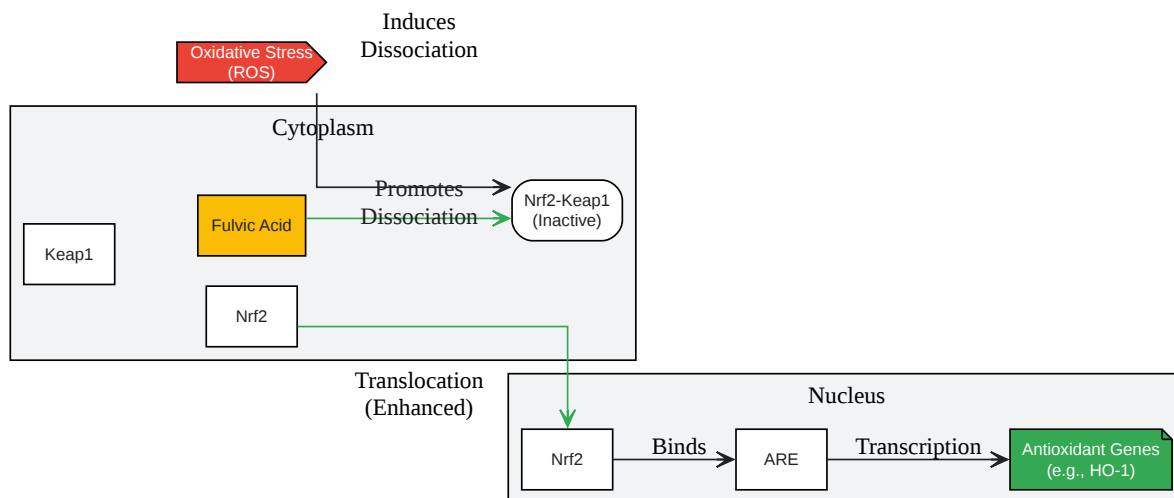 Induces
Dissociation
Oxidative Stress
(ROS)
Cytoplasm
Promotes
Dissociation
Nrf2-Keap1
(Inactive)
Fulvic Acid
Keap1
Nrf2
Translocation
(Enhanced)
Nucleus
Nrf2
Binds
ARE
Transcription
Antioxidant Genes
(e.g., HO-1)